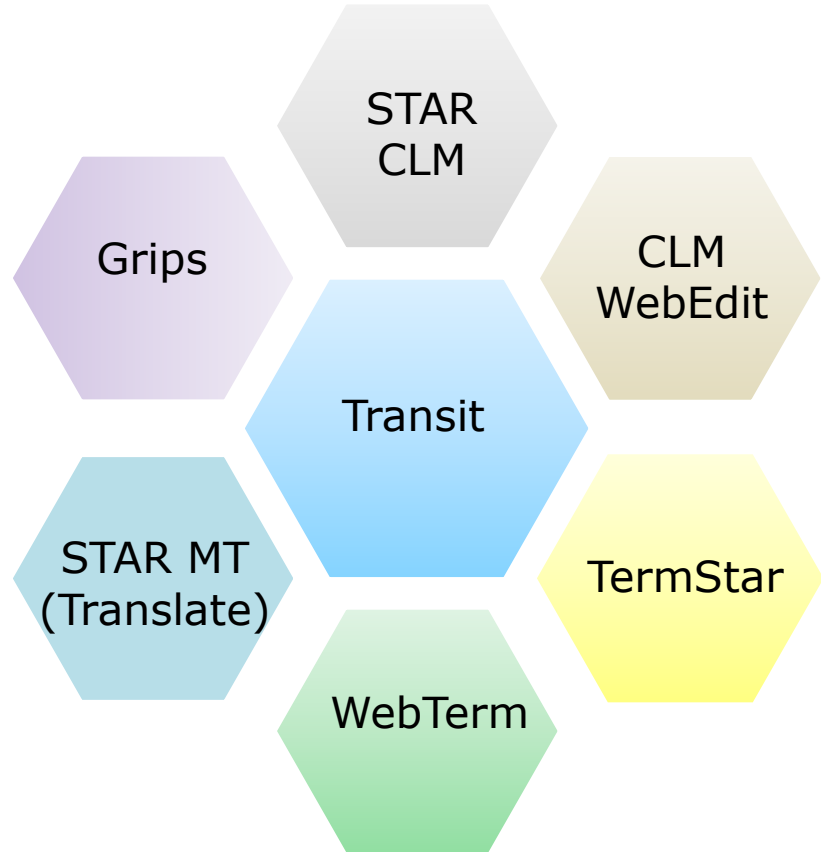 STAR
CLM
Grips
CLM
WebEdit
Transit
STAR MT
(Translate)
TermStar
WebTerm